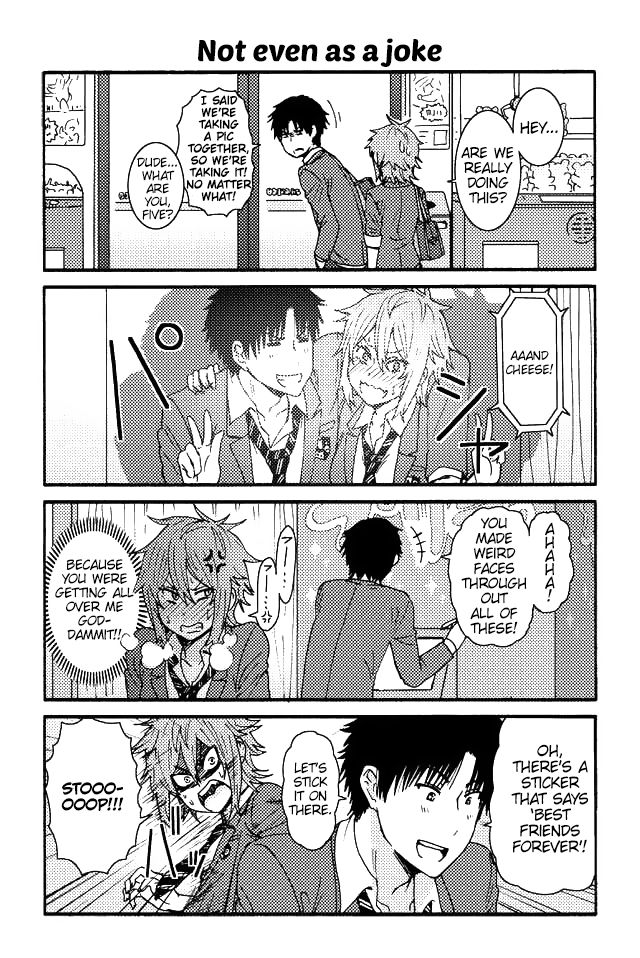 Not even as a joke
HEY...
ARE WE
REALLY
DOING
THIS?
I SAID
WE'RE
TAKING
A PIC
TOGETHER,
SO WE'RE
TAKING IT!
NO MATTER
WHAT!
DUDE...
WHAT
ARE YOU,
FIVE?
AAAND
CHEESE!
AHAHA!
YOU
MADE
WEIRD
FACES
THROUGH
OUT
ALL OF
THESE!
BECAUSE
YOU WERE
GETTING ALL
OVER ME
GOD-
DAMMIT!!
OH,
THERE'S A
STICKER
THAT SAYS
'BEST
FRIENDS
FOREVER'!
LET'S
STICK
IT ON
THERE.
STOOO-
OOOP!!!